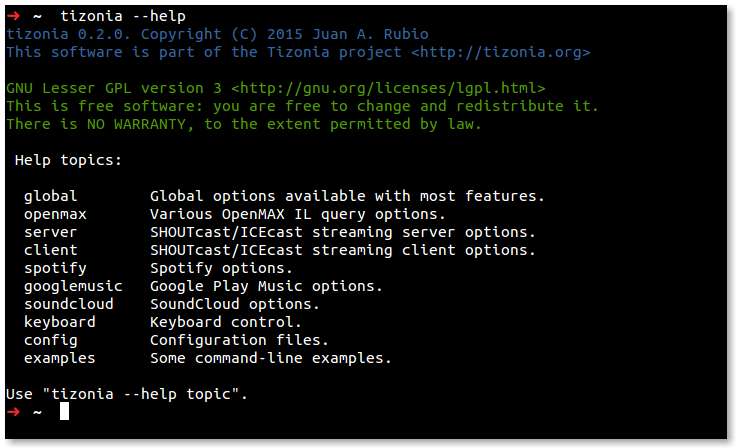 ➜ ~ tizonia --help
tizonia 0.2.0. Copyright (C) 2015 Juan A. Rubio
This software is part of the Tizonia project <http://tizonia.org>
GNU Lesser GPL version 3 <http://gnu.org/licenses/lgpl.html>
This is free software: you are free to change and redistribute it.
There is NO WARRANTY, to the extent permitted by law.
Help topics:
global Global options available with most features.
openmax Various OpenMAX IL query options.
server SHOUTcast/ICEcast streaming server options.
client SHOUTcast/ICEcast streaming client options.
spotify Spotify options.
googlemusic Google Play Music options.
soundcloud SoundCloud options.
keyboard Keyboard control.
config Configuration files.
examples Some command-line examples.
Use "tizonia --help topic".
➜ ~